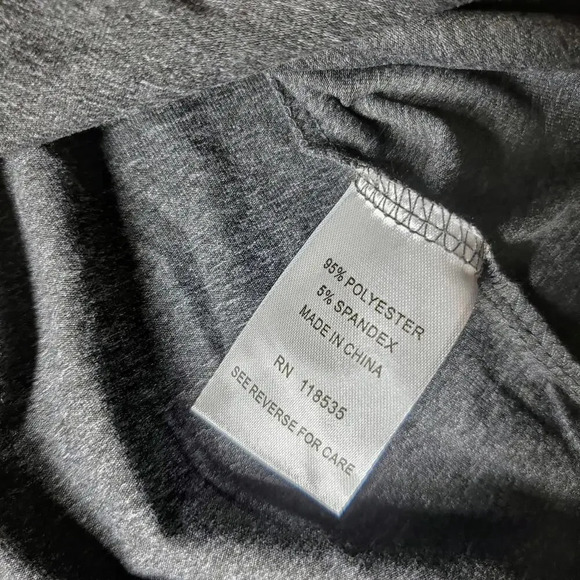 95% POLYESTER
5% SPANDEX
MADE IN CHINA
RN 118535
SEE REVERSE FOR CARE